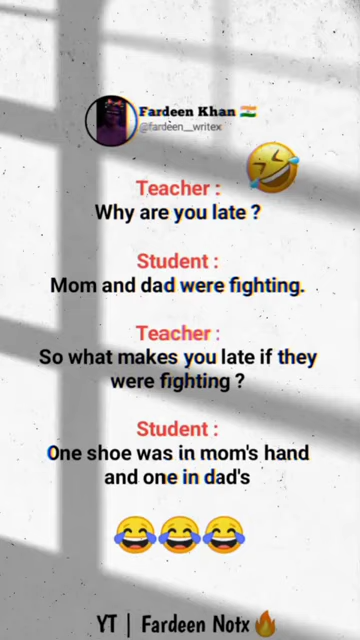 Fardeen Khan 🇮🇳
@fardeen__writex
Teacher :
Why are you late ?
Student :
Mom and dad were fighting.
Teacher :
So what makes you late if they
were fighting ?
Student :
One shoe was in mom's hand
and one in dad's
YT | Fardeen Notx🔥